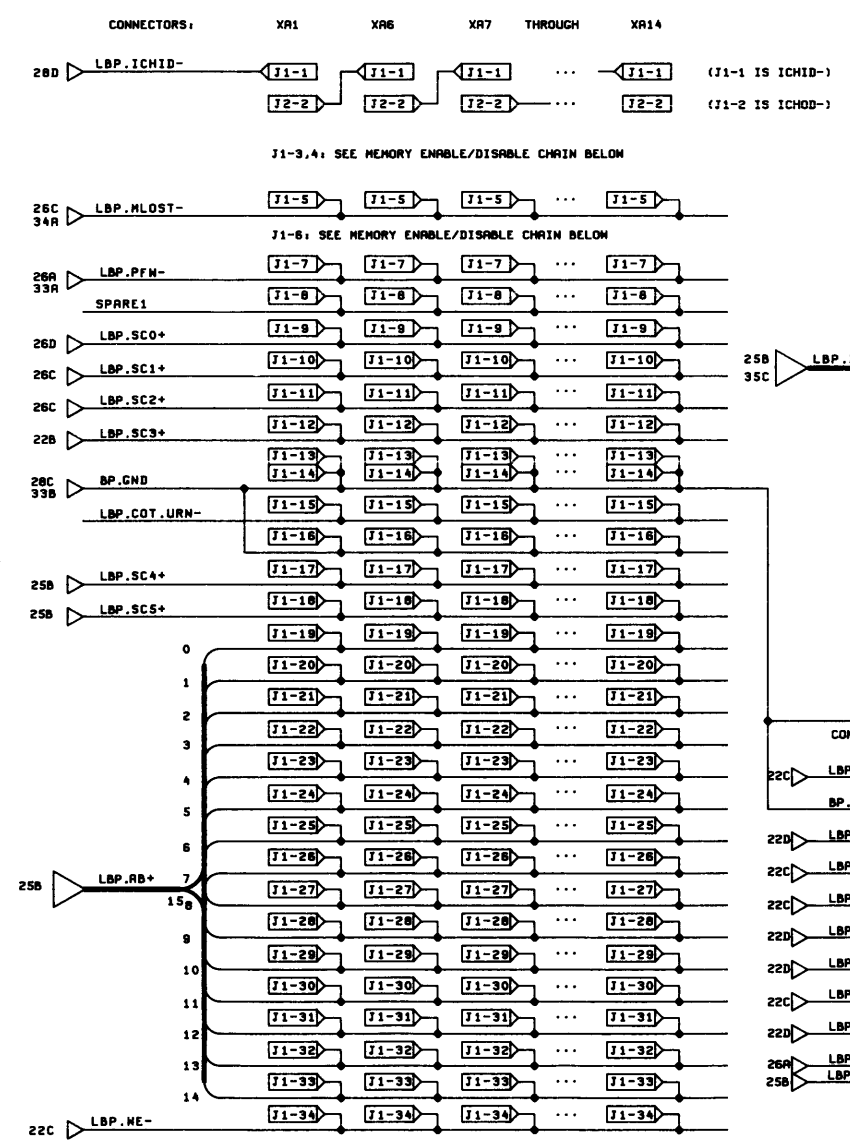 CONNECTORS: XA1 XA6 XA7 THROUGH XA14
28D LBP.ICHID- J1-1 J1-1 J1-1 ... J1-1 (J1-1 IS ICHID-)
J2-2 J2-2 J2-2 ... J2-2 (J1-2 IS ICHOD-)
J1-3,4: SEE MEMORY ENABLE/DISABLE CHAIN BELOW
26C 34A LBP.MLOST- J1-5 J1-5 J1-5 ... J1-5
J1-6: SEE MEMORY ENABLE/DISABLE CHAIN BELOW
26A 33A LBP.PFW- J1-7 J1-7 J1-7 ... J1-7
SPARE1 J1-8 J1-8 J1-8 ... J1-8
26D LBP.SC0+ J1-9 J1-9 J1-9 ... J1-9
26C LBP.SC1+ J1-10 J1-10 J1-10 ... J1-10
26C LBP.SC2+ J1-11 J1-11 J1-11 ... J1-11
22B LBP.SC3+ J1-12 J1-12 J1-12 ... J1-12
J1-13 J1-13 J1-13 ... J1-13
28C 33B BP.GND J1-14 J1-14 J1-14 ... J1-14
LBP.COT.URN- J1-15 J1-15 J1-15 ... J1-15
J1-16 J1-16 J1-16 ... J1-16
25B LBP.SC4+ J1-17 J1-17 J1-17 ... J1-17
25B LBP.SC5+ J1-18 J1-18 J1-18 ... J1-18
0 J1-19 J1-19 J1-19 ... J1-19
1 J1-20 J1-20 J1-20 ... J1-20
2 J1-21 J1-21 J1-21 ... J1-21
3 J1-22 J1-22 J1-22 ... J1-22
4 J1-23 J1-23 J1-23 ... J1-23
5 J1-24 J1-24 J1-24 ... J1-24
6 J1-25 J1-25 J1-25 ... J1-25
7 J1-26 J1-26 J1-26 ... J1-26
25B LBP.AB+ 15 8 J1-27 J1-27 J1-27 ... J1-27
9 J1-28 J1-28 J1-28 ... J1-28
10 J1-29 J1-29 J1-29 ... J1-29
11 J1-30 J1-30 J1-30 ... J1-30
12 J1-31 J1-31 J1-31 ... J1-31
13 J1-32 J1-32 J1-32 ... J1-32
14 J1-33 J1-33 J1-33 ... J1-33
22C LBP.WE- J1-34 J1-34 J1-34 ... J1-34
25B 35C LBP.
CON
22C LBP
BP.
22D LBP
22C LBP
22C LBP
22D LBP
22D LBP
22C LBP
22D LBP
26A LBP
25B LBP